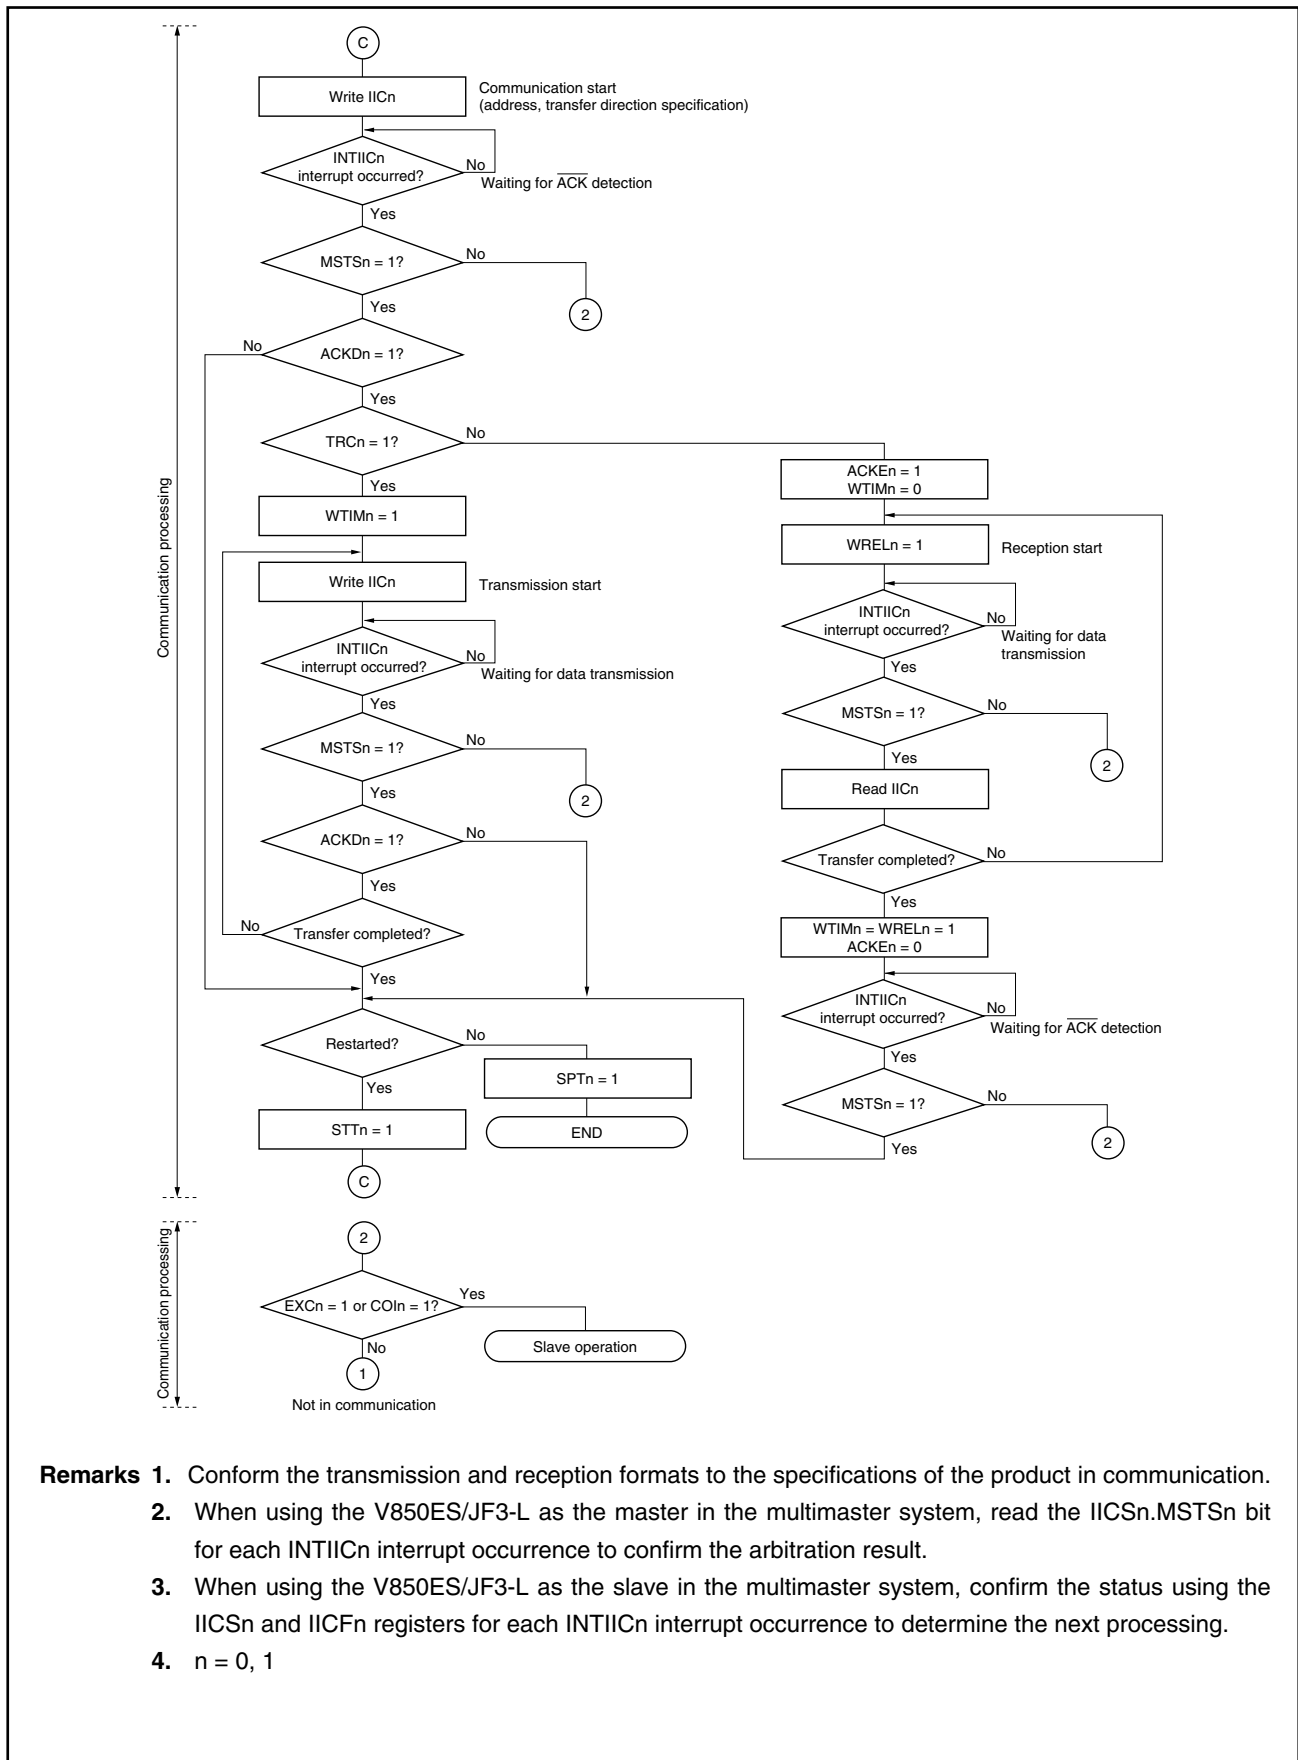 C
Write IICn
Communication start
(address, transfer direction specification)
INTIICn
interrupt occurred?
No
Waiting for ACK detection
Yes
MSTSn = 1?
No
2
Yes
ACKDn = 1?
No
Yes
TRCn = 1?
No
Yes
WTIMn = 1
Write IICn
Transmission start
INTIICn
interrupt occurred?
No
Waiting for data transmission
Yes
MSTSn = 1?
No
2
Yes
ACKDn = 1?
No
Yes
Transfer completed?
No
Yes
Restarted?
No
SPTn = 1
END
Yes
STTn = 1
C
ACKEn = 1
WTIMn = 0
WRELn = 1
Reception start
INTIICn
interrupt occurred?
No
Waiting for data
transmission
Yes
MSTSn = 1?
No
2
Yes
Read IICn
Transfer completed?
No
Yes
WTIMn = WRELn = 1
ACKEn = 0
INTIICn
interrupt occurred?
No
Waiting for ACK detection
Yes
MSTSn = 1?
No
2
Yes
Communication processing
2
EXCn = 1 or COIn = 1?
Yes
Slave operation
No
1
Not in communication
Communication processing
Remarks 1. Conform the transmission and reception formats to the specifications of the product in communication.
2. When using the V850ES/JF3-L as the master in the multimaster system, read the IICSn.MSTSn bit
for each INTIICn interrupt occurrence to confirm the arbitration result.
3. When using the V850ES/JF3-L as the slave in the multimaster system, confirm the status using the
IICSn and IICFn registers for each INTIICn interrupt occurrence to determine the next processing.
4. n = 0, 1